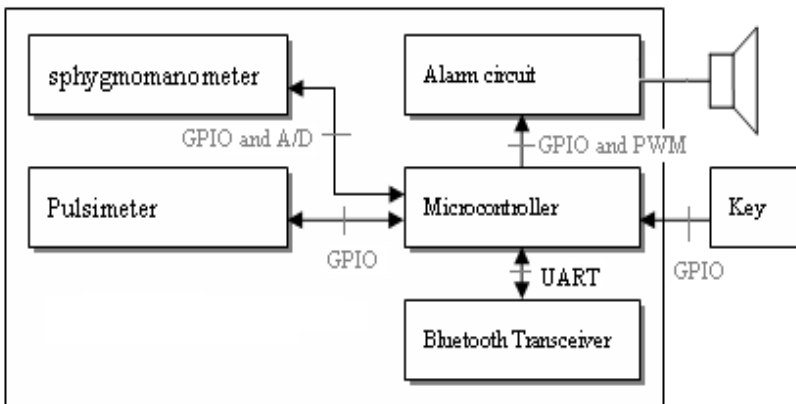 sphygmomanometer
Alarm circuit
GPIO and A/D
GPIO and PWM
Pulsimeter
Microcontroller
Key
GPIO
GPIO
UART
Bluetooth Transceiver